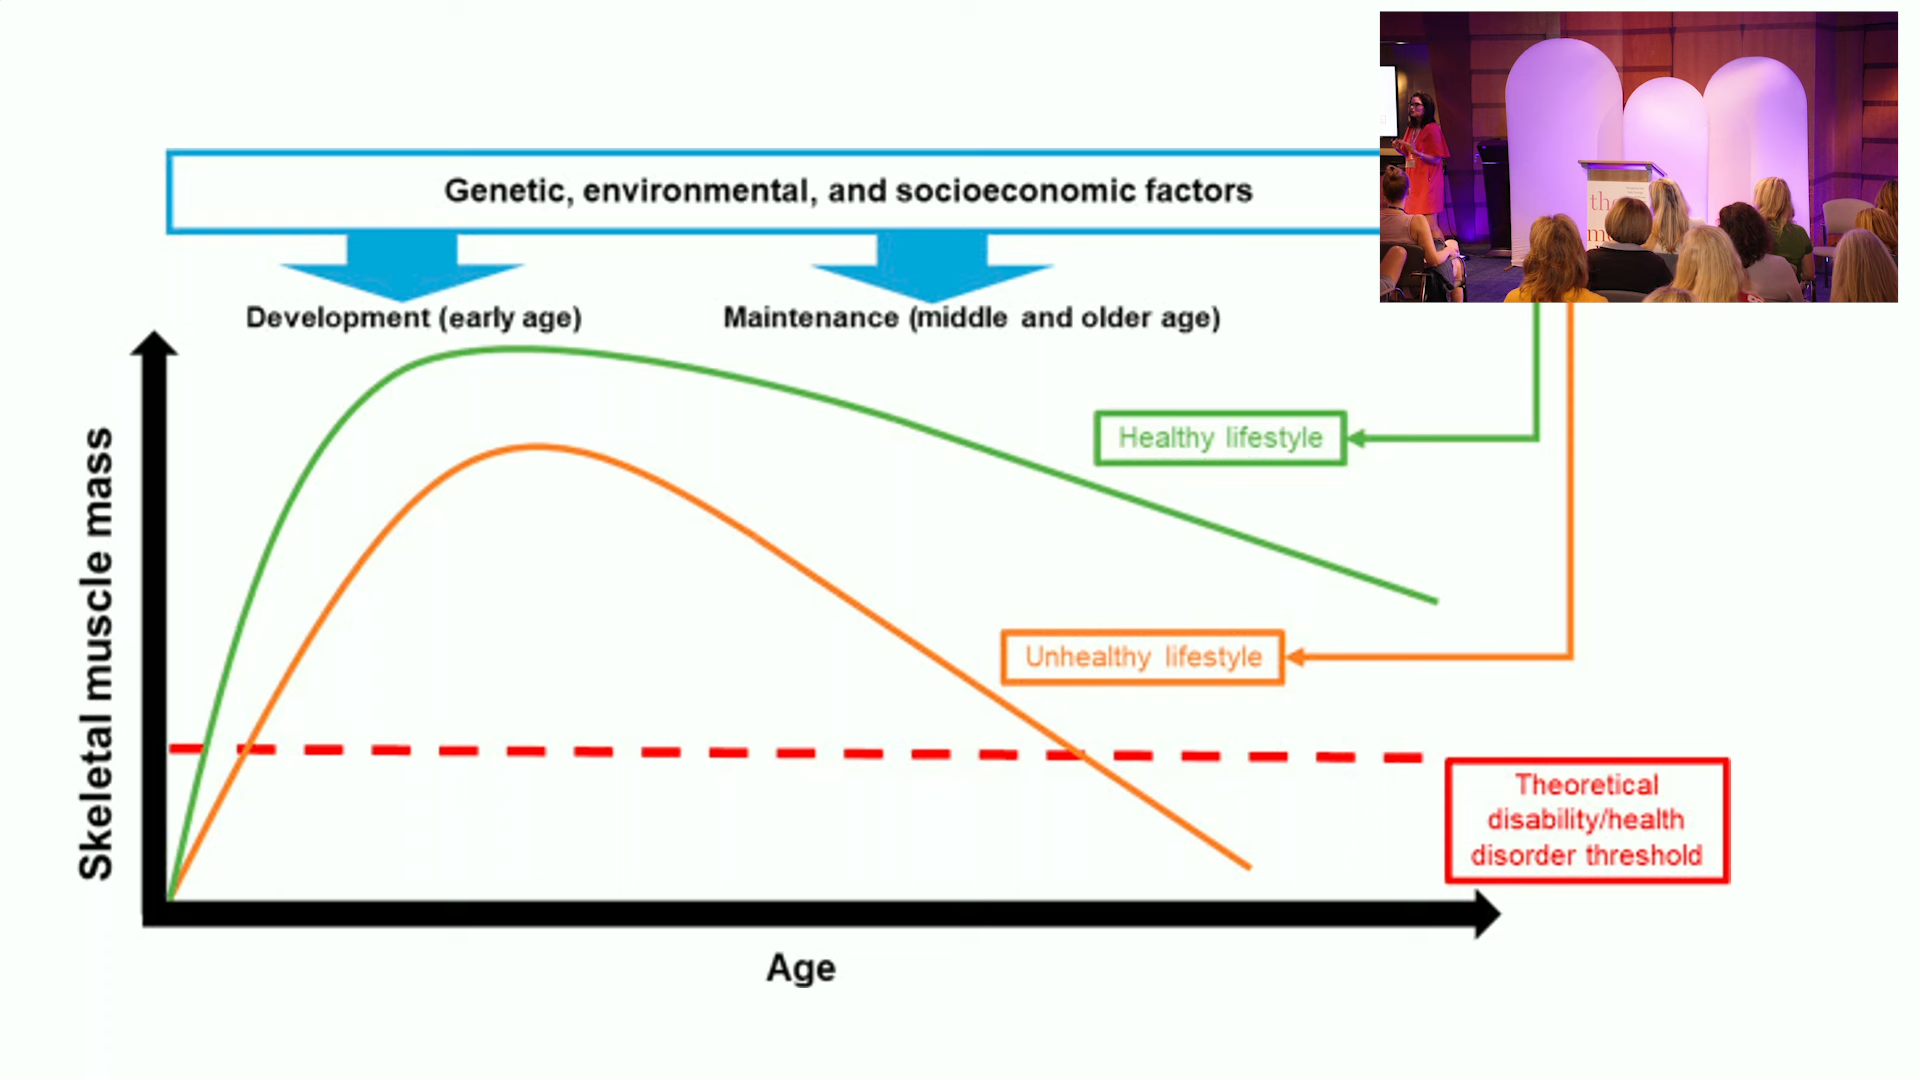 Genetic, environmental, and socioeconomic factors
Development (early age)
Maintenance (middle and older age)
Skeletal muscle mass
Healthy lifestyle
Unhealthy lifestyle
Theoretical
disability/health
disorder threshold
Age